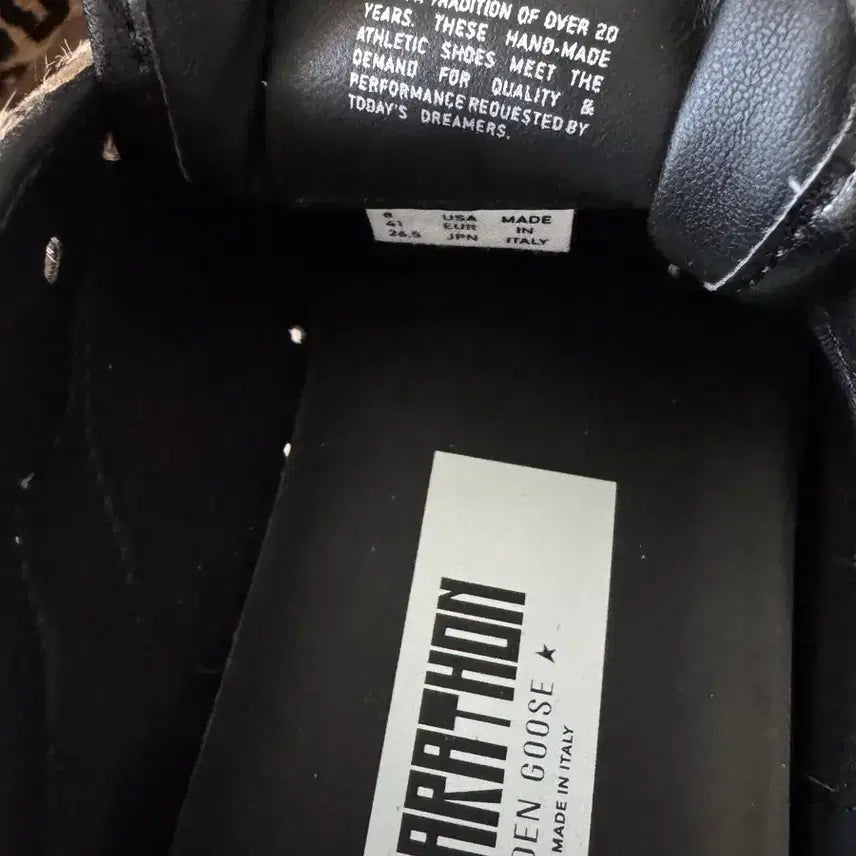 TRADITION OF OVER 20
YEARS. THESE HAND-MADE
ATHLETIC SHOES MEET THE
DEMAND FOR QUALITY &
PERFORMANCE REQUESTED BY
TODAY'S DREAMERS.
8 USA MADE
41 EUR IN
26,5 JPN ITALY
ARATHON
DEN GOOSE
MADE IN ITALY